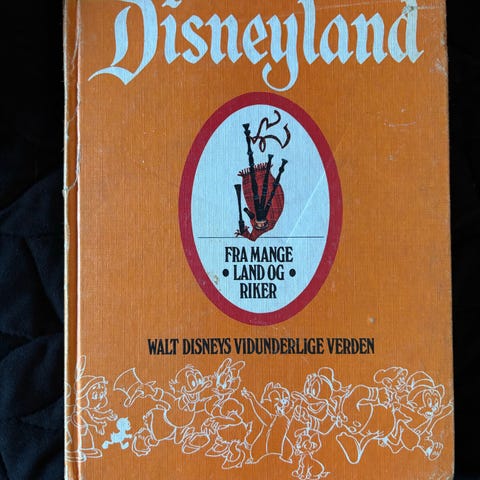 Disneyland
FRA MANGE
• LAND OG •
RIKER
WALT DISNEYS VIDUNDERLIGE VERDEN